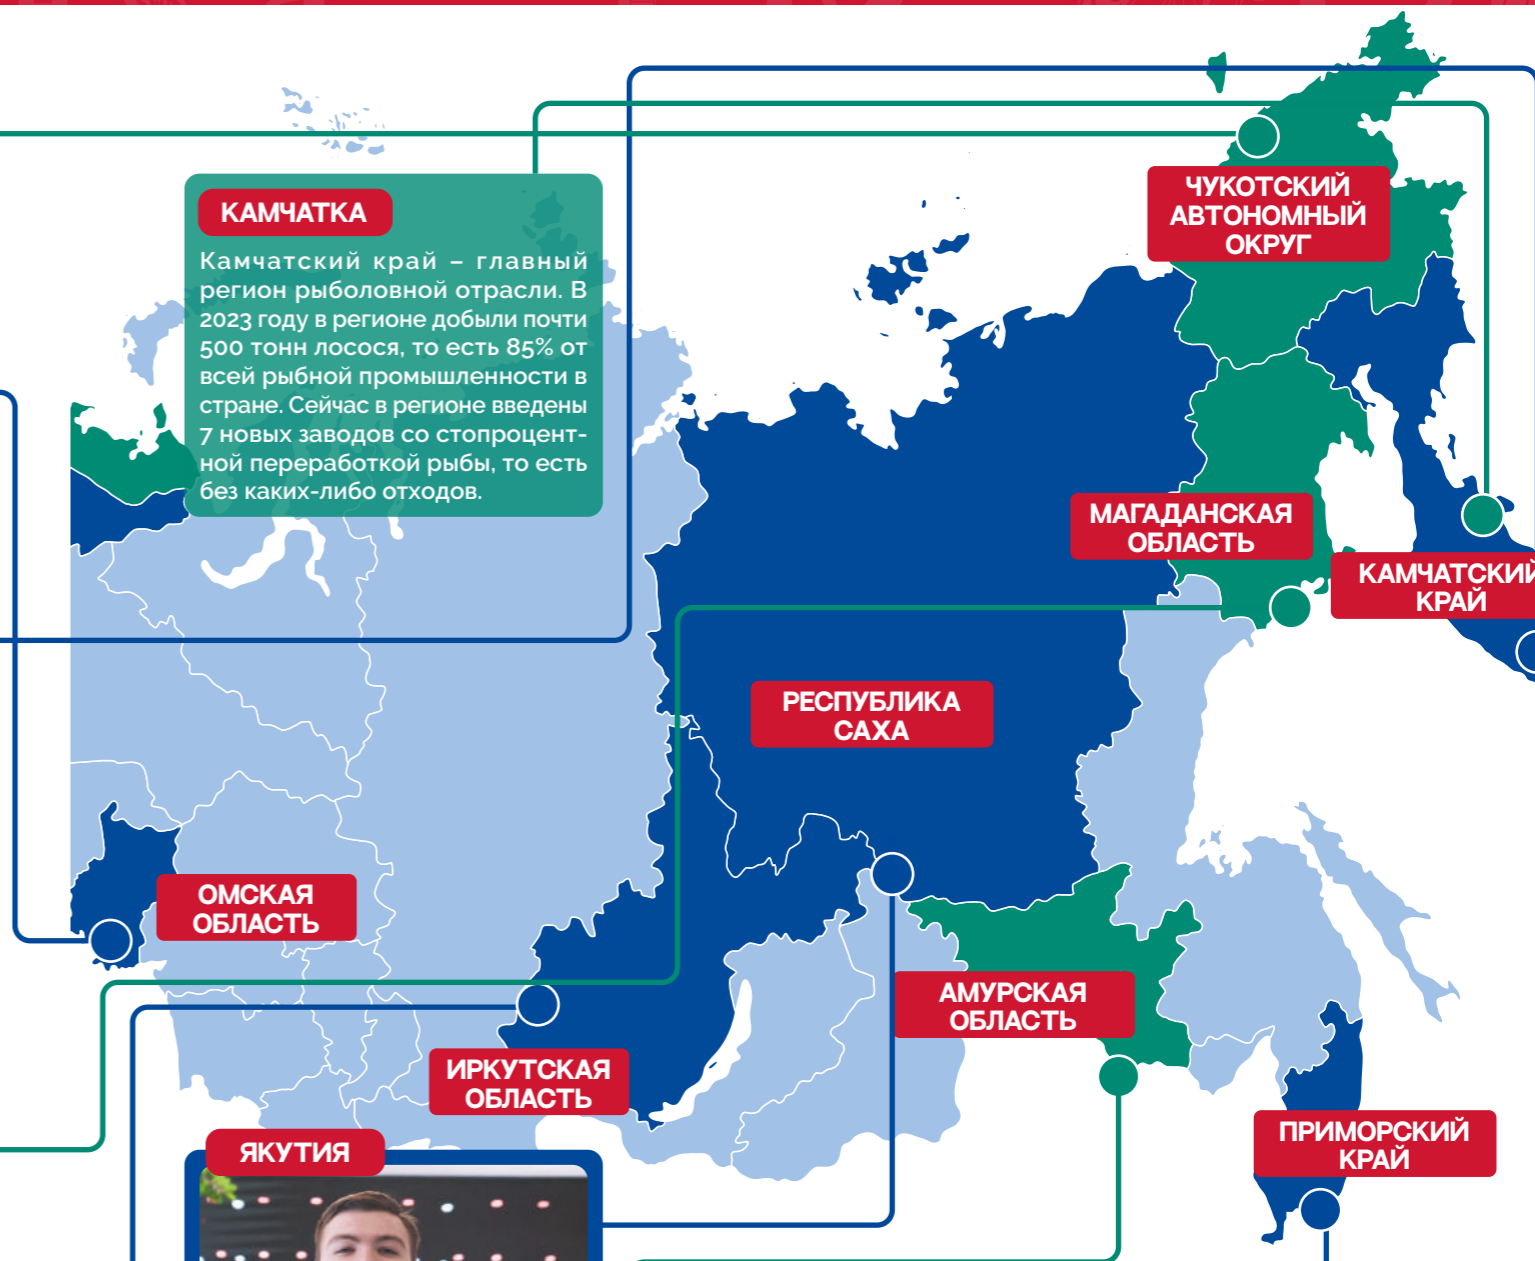 ЧУКОТСКИЙ
АВТОНОМНЫЙ
ОКРУГ
КАМЧАТКА
Камчатский край – главный
регион рыболовной отрасли. В
2023 году в регионе добыли почти
500 тонн лосося, то есть 85% от
всей рыбной промышленности в
стране. Сейчас в регионе введены
7 новых заводов со стопроцент-
ной переработкой рыбы, то есть
без каких-либо отходов.
МАГАДАНСКАЯ
ОБЛАСТЬ
КАМЧАТСКИЙ
КРАЙ
РЕСПУБЛИКА
САХА
ОМСКАЯ
ОБЛАСТЬ
АМУРСКАЯ
ОБЛАСТЬ
ИРКУТСКАЯ
ОБЛАСТЬ
ПРИМОРСКИЙ
КРАЙ
ЯКУТИЯ